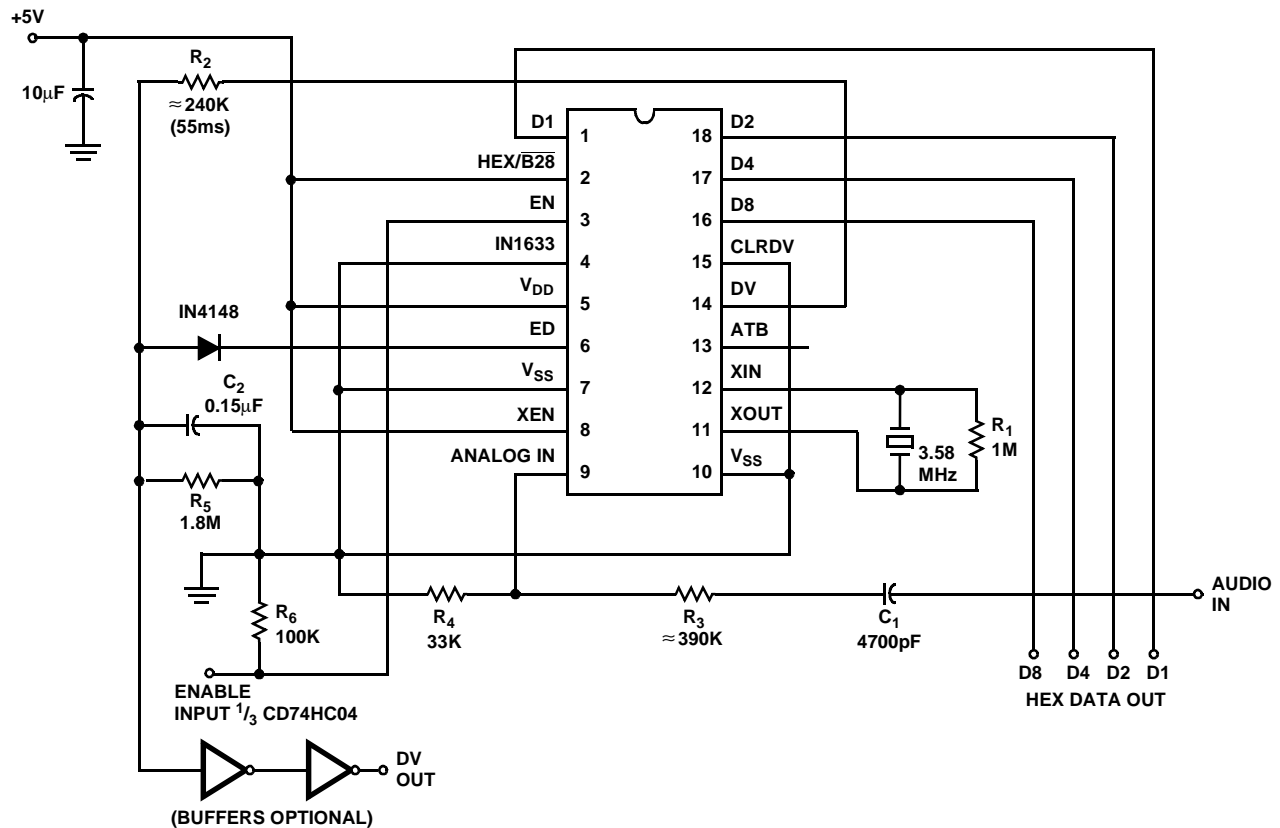 +5V
10µF
R2
≈240K
(55ms)
IN4148
C2
0.15µF
R5
1.8M
R6
100K
ENABLE
INPUT 1/3 CD74HC04
DV
OUT
(BUFFERS OPTIONAL)
D1
1
HEX/B28
2
EN
3
IN1633
4
VDD
5
ED
6
VSS
7
XEN
8
ANALOG IN
9
18
D2
17
D4
16
D8
15
CLRDV
14
DV
13
ATB
12
XIN
11
XOUT
10
VSS
3.58
MHz
R1
1M
R4
33K
R3
≈390K
C1
4700pF
AUDIO
IN
D8 D4 D2 D1
HEX DATA OUT